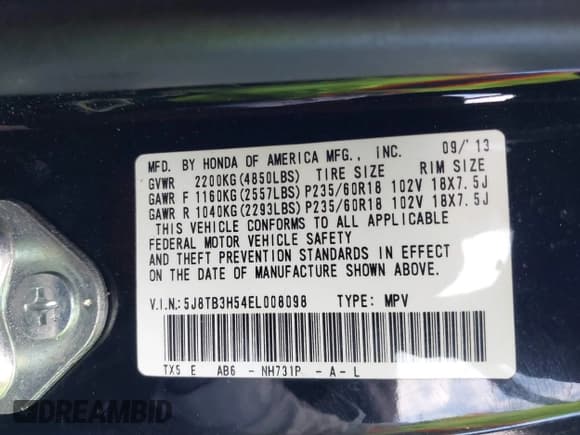 MFD. BY HONDA OF AMERICA MFG., INC. 09/'13
GVWR 2200KG(4850LBS) TIRE SIZE RIM SIZE
GAWR F 1160KG(2557LBS)P235/60R18 102V 18X7.5J
GAWR R 1040KG(2293LBS)P235/60R18 102V 18X7.5J
THIS VEHICLE CONFORMS TO ALL APPLICABLE
FEDERAL MOTOR VEHICLE SAFETY
AND THEFT PREVENTION STANDARDS IN EFFECT
ON THE DATE OF MANUFACTURE SHOWN ABOVE.
V.I.N:5J8TB3H54EL008098 TYPE: MPV
TX5 E AB6 - NH731P - A - L
DREAMBID